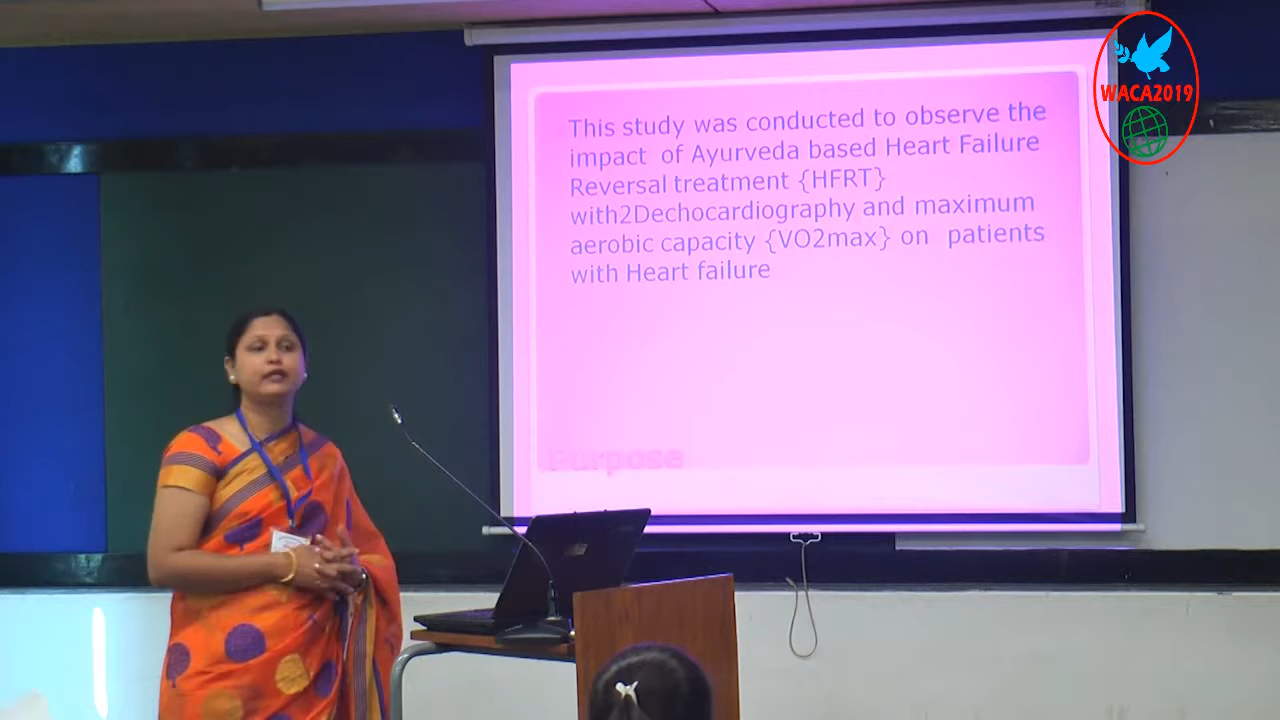 This study was conducted to observe the
impact of Ayurveda based Heart Failure
Reversal treatment {HFRT}
with2Dechocardiography and maximum
aerobic capacity {VO2max} on patients
with Heart failure
Purpose
WACA2019